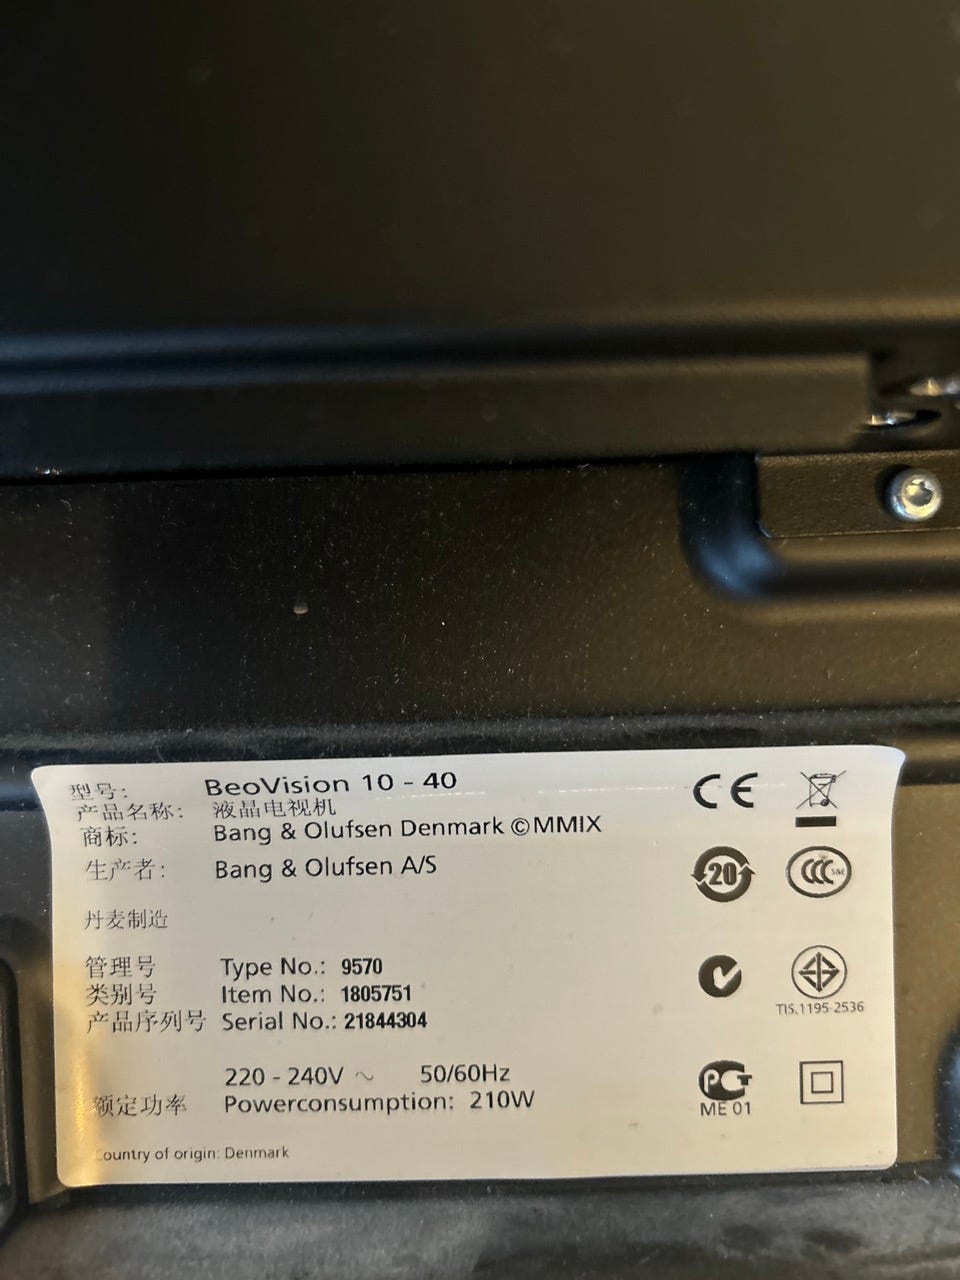 型号: BeoVision 10 - 40
产品名称: 液晶电视机
商标: Bang & Olufsen Denmark ©MMIX
生产者: Bang & Olufsen A/S
丹麦制造
管理号 Type No.: 9570
类别号 Item No.: 1805751
产品序列号 Serial No.: 21844304
220 - 240V ~ 50/60Hz
额定功率 Powerconsumption: 210W
Country of origin: Denmark
CE
20
CCC S&E
TIS.1195-2536
PCT
ME 01